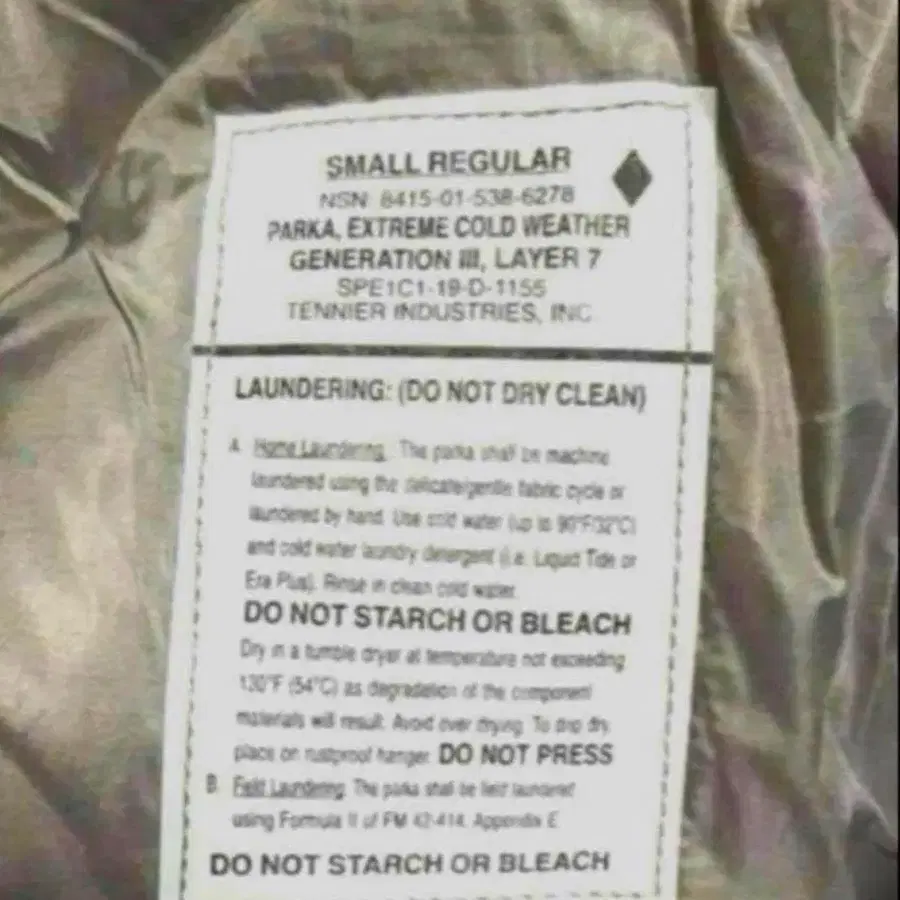 SMALL REGULAR
NSN: 8415-01-538-6278
PARKA, EXTREME COLD WEATHER
GENERATION III, LAYER 7
SPE1C1-19-D-1155
TENNIER INDUSTRIES, INC.
LAUNDERING: (DO NOT DRY CLEAN)
A. Home Laundering: The parka shall be machine
laundered using the delicate/gentle fabric cycle or
laundered by hand. Use cold water (up to 90°F/32°C)
and cold water laundry detergent (i.e. Liquid Tide or
Era Plus). Rinse in clean cold water.
DO NOT STARCH OR BLEACH
Dry in a tumble dryer at temperature not exceeding
130°F (54°C) as degradation of the component
materials will result. Avoid over drying. To drip dry,
place on rustproof hanger. DO NOT PRESS
B. Field Laundering: The parka shall be field laundered
using Formula II of FM 42-414, Appendix E.
DO NOT STARCH OR BLEACH